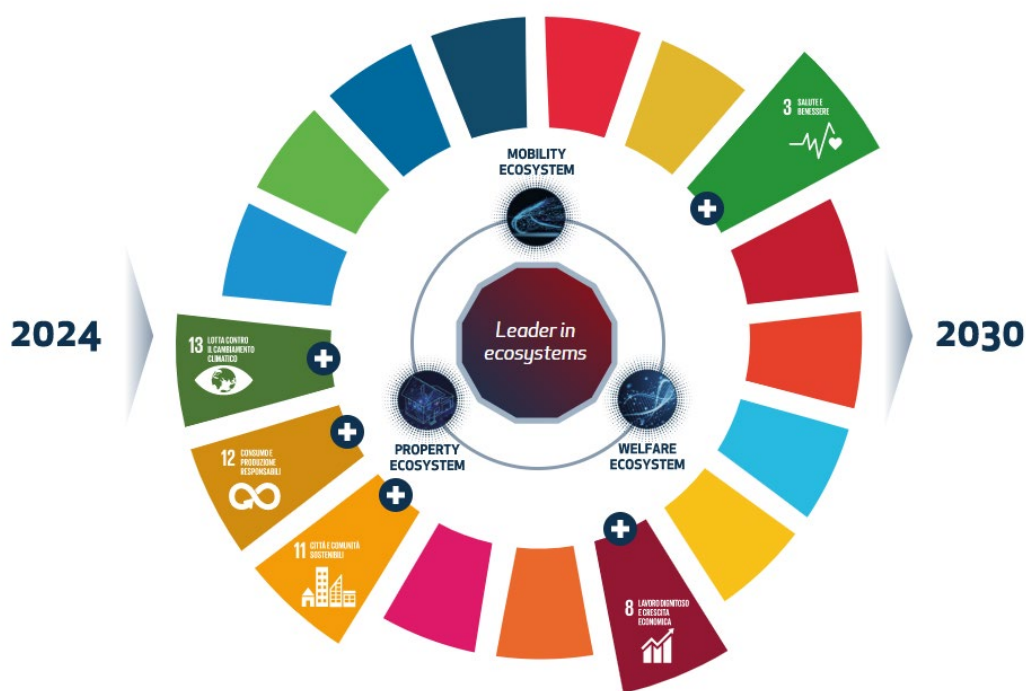 MOBILITY
ECOSYSTEM
3 SALUTE E
BENESSERE
2024
Leader in
ecosystems
2030
13 LOTTA CONTRO
IL CAMBIAMENTO
CLIMATICO
PROPERTY
ECOSYSTEM
WELFARE
ECOSYSTEM
12 CONSUMO E
PRODUZIONE
RESPONSABILI
11 CITTÀ E COMUNITÀ
SOSTENIBILI
8 LAVORO DIGNITOSO
E CRESCITA
ECONOMICA